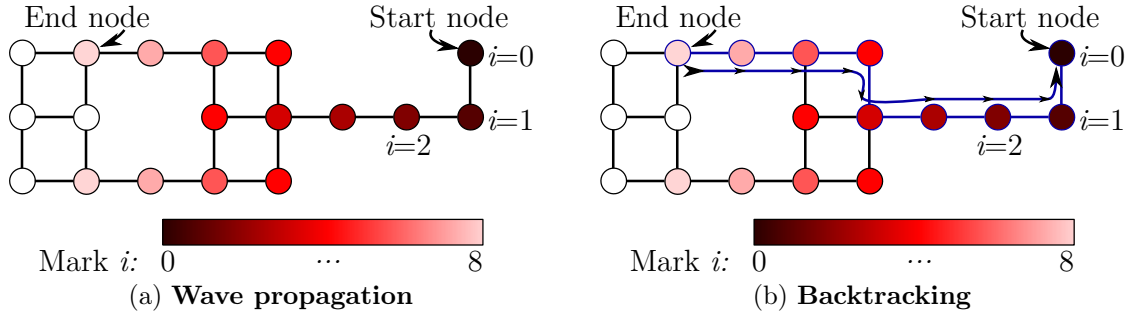 End node Start node End node Start node
i=0 i=0
i=1 i=1
i=2 i=2
Mark i: 0 ... 8 Mark i: 0 ... 8
(a) Wave propagation (b) Backtracking